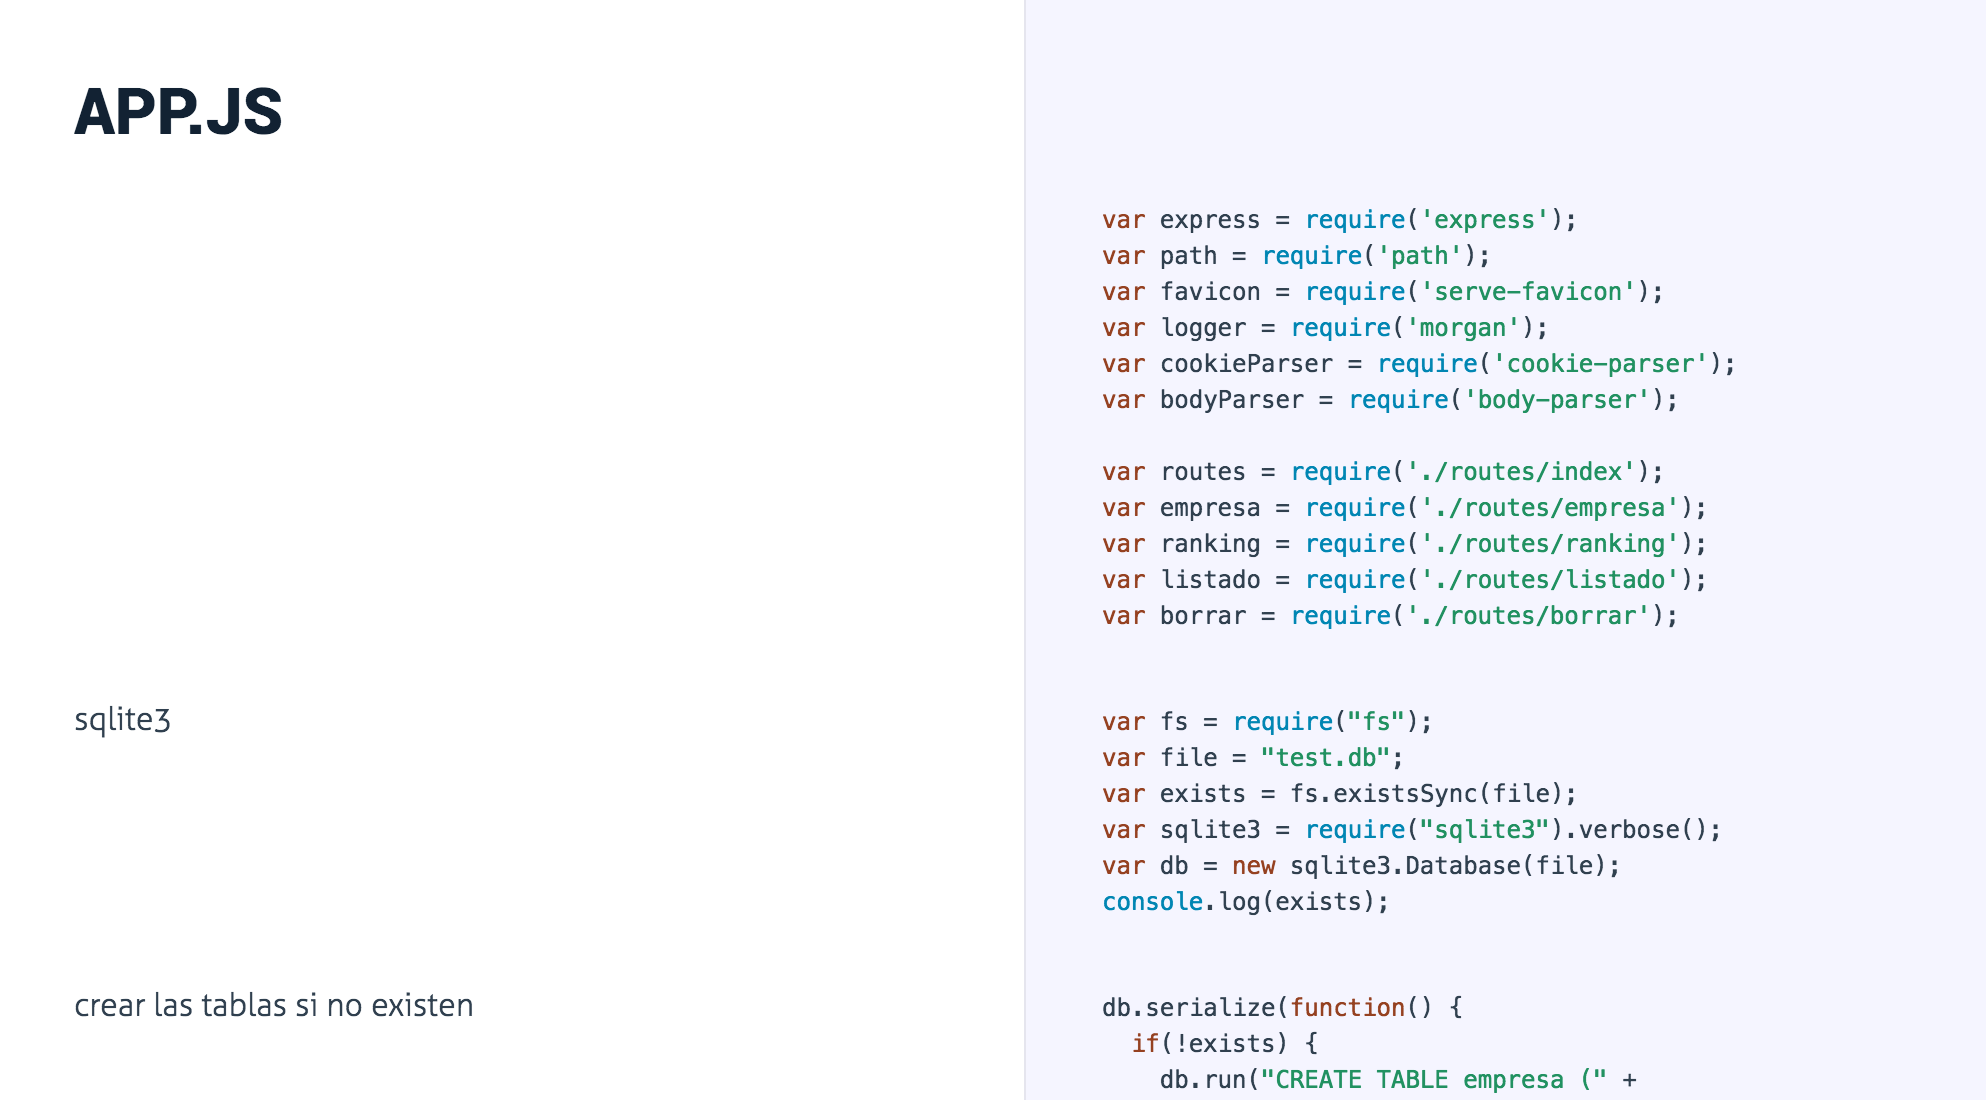 APP.JS
var express = require('express');
var path = require('path');
var favicon = require('serve-favicon');
var logger = require('morgan');
var cookieParser = require('cookie-parser');
var bodyParser = require('body-parser');
var routes = require('./routes/index');
var empresa = require('./routes/empresa');
var ranking = require('./routes/ranking');
var listado = require('./routes/listado');
var borrar = require('./routes/borrar');
sqlite3
var fs = require("fs");
var file = "test.db";
var exists = fs.existsSync(file);
var sqlite3 = require("sqlite3").verbose();
var db = new sqlite3.Database(file);
console.log(exists);
crear las tablas si no existen
db.serialize(function() {
  if(!exists) {
    db.run("CREATE TABLE empresa (" +